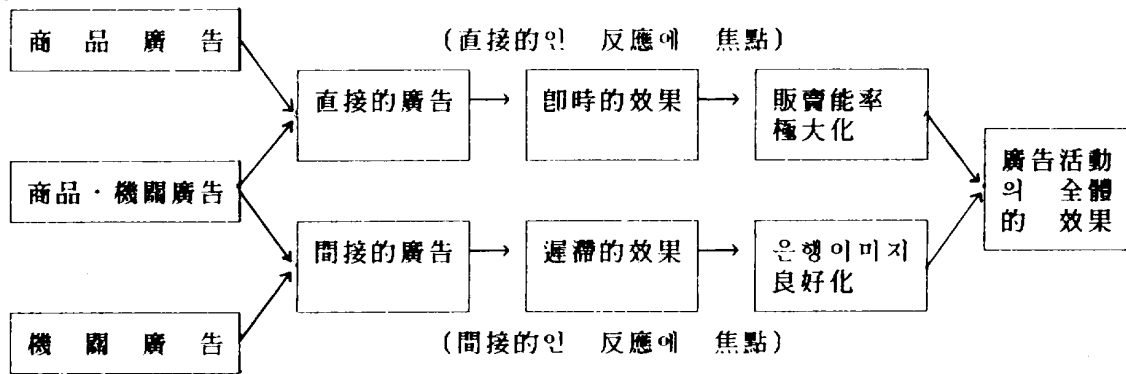 商品廣告
(直接的인 反應에 焦點)
直接的廣告
卽時的效果
販賣能率
極大化
商品·機關廣告
廣告活動
의 全體
的 效果
間接的廣告
遲滯的效果
은행이미지
良好化
機關廣告
(間接的인 反應에 焦點)